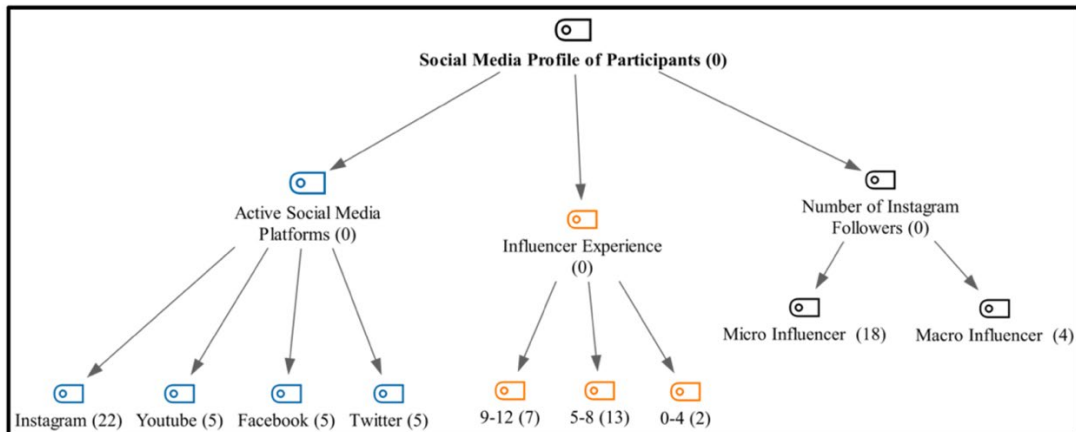 Social Media Profile of Participants (0)
Active Social Media
Platforms (0)
Influencer Experience
(0)
Number of Instagram
Followers (0)
Micro Influencer (18)
Macro Influencer (4)
Instagram (22)
Youtube (5)
Facebook (5)
Twitter (5)
9-12 (7)
5-8 (13)
0-4 (2)